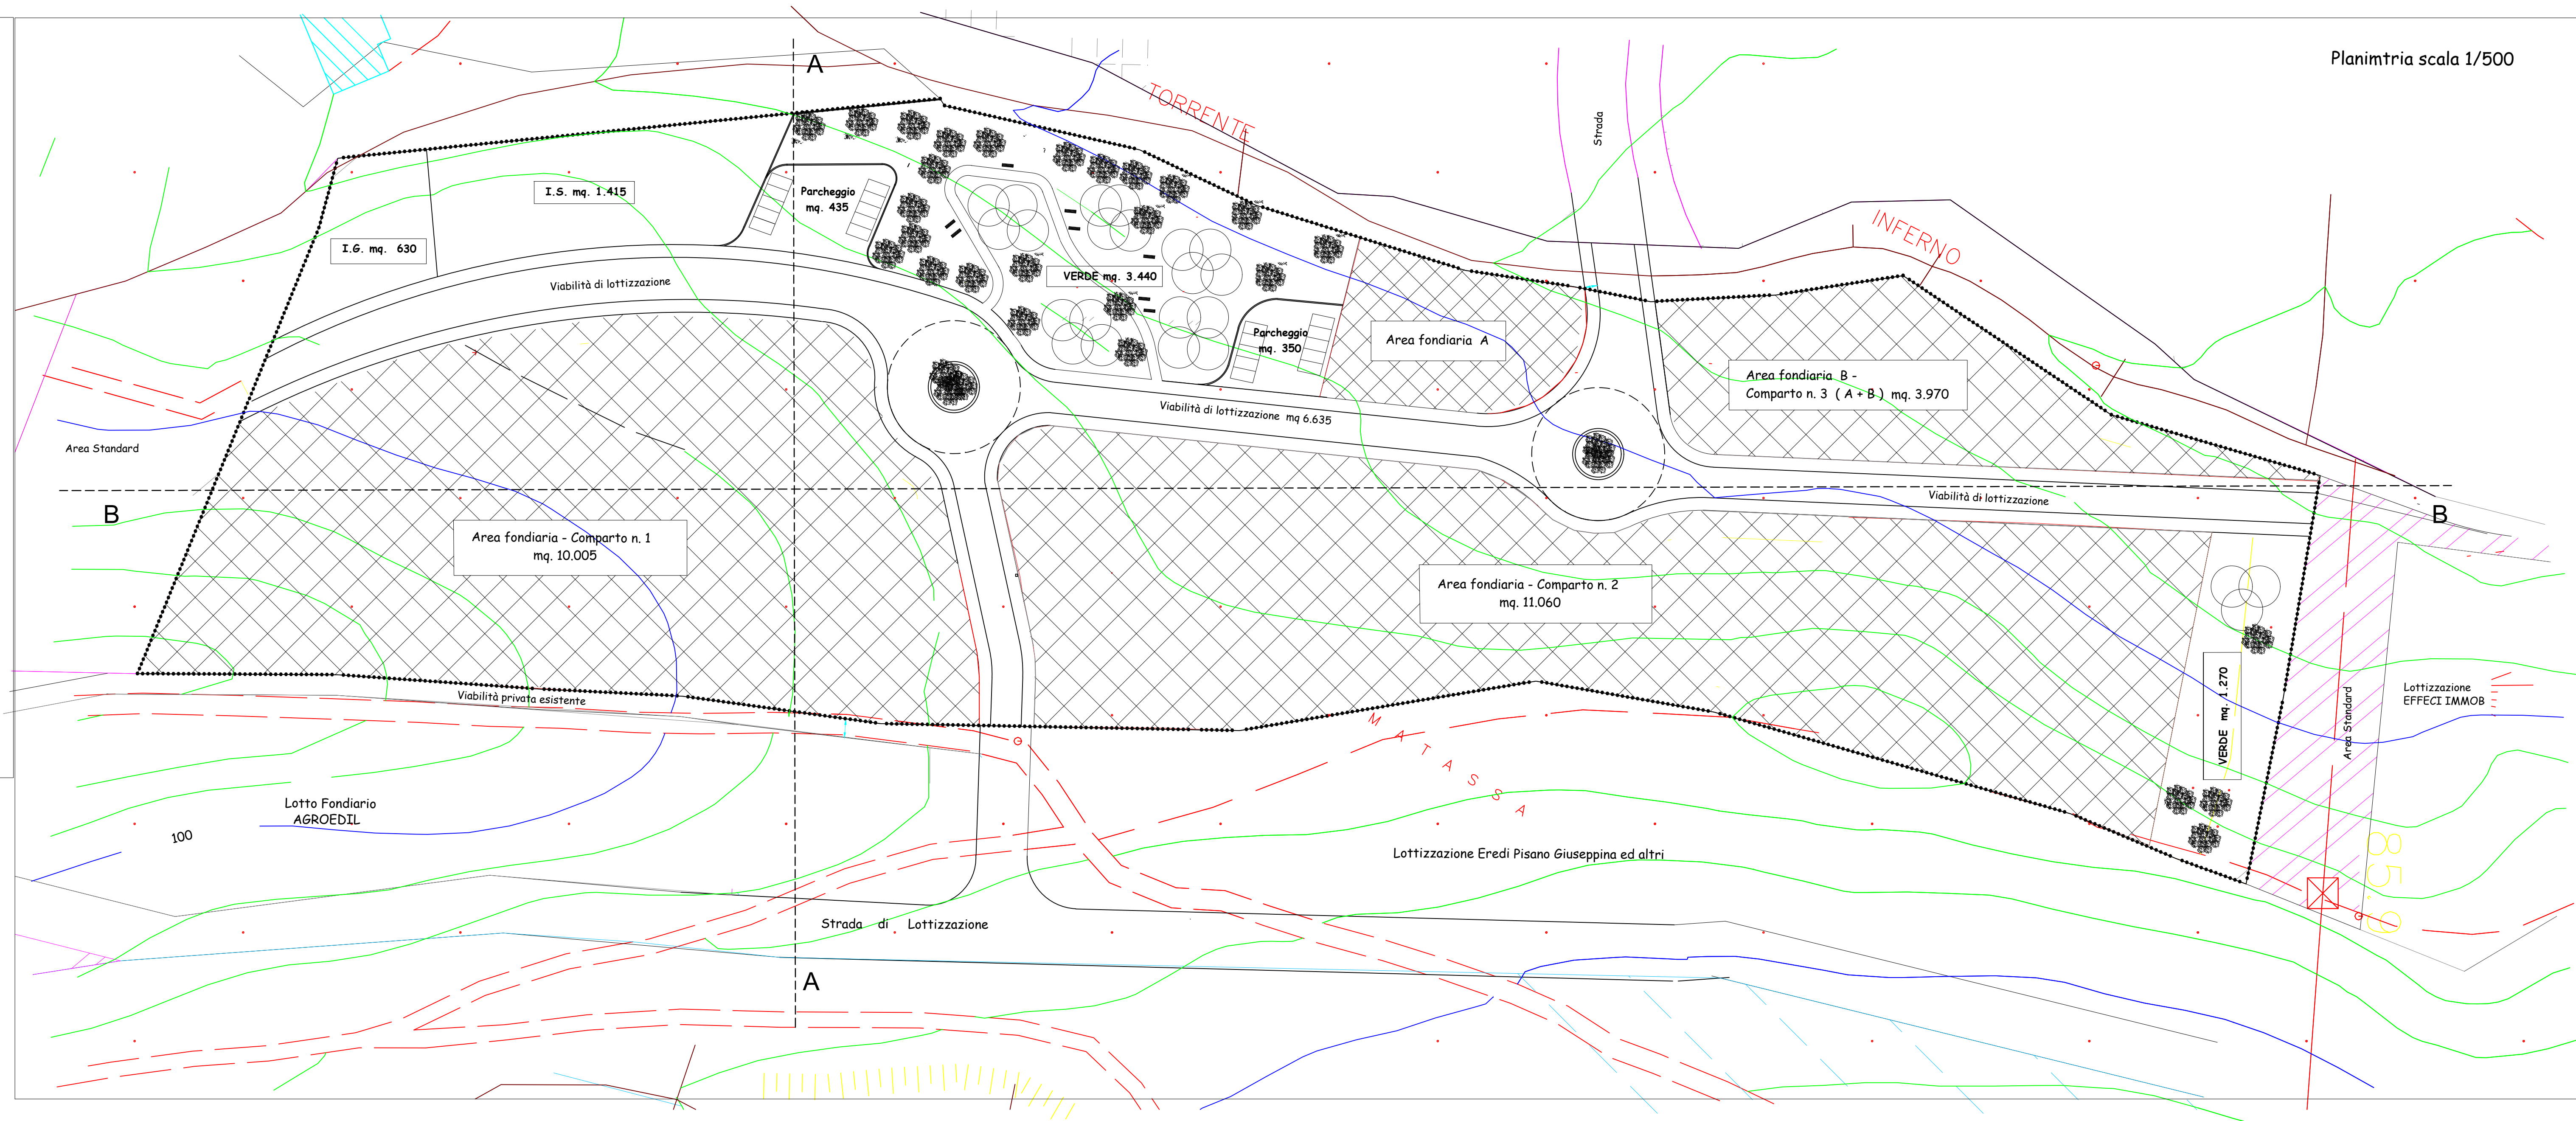 Planimtria scala 1/500
A
TORRENTE
Strada
I.S. mq. 1.415
Parcheggio
mq. 435
I.G. mq. 630
INFERNO
VERDE mq. 3.440
Viabilità di lottizzazione
Parcheggio
mq. 350
Area fondiaria A
Area fondiaria B -
Comparto n. 3 ( A + B ) mq. 3.970
Viabilità di lottizzazione mq 6.635
Area Standard
Viabilità di lottizzazione
B
B
Area fondiaria - Comparto n. 1
mq. 10.005
Area fondiaria - Comparto n. 2
mq. 11.060
VERDE mq. 1.270
Area Standard
Lottizzazione
EFFECI IMMOB
Viabilità privata esistente
MATASSA
Lotto Fondiario
AGROEDIL
100
Lottizzazione Eredi Pisano Giuseppina ed altri
Strada di Lottizzazione
A